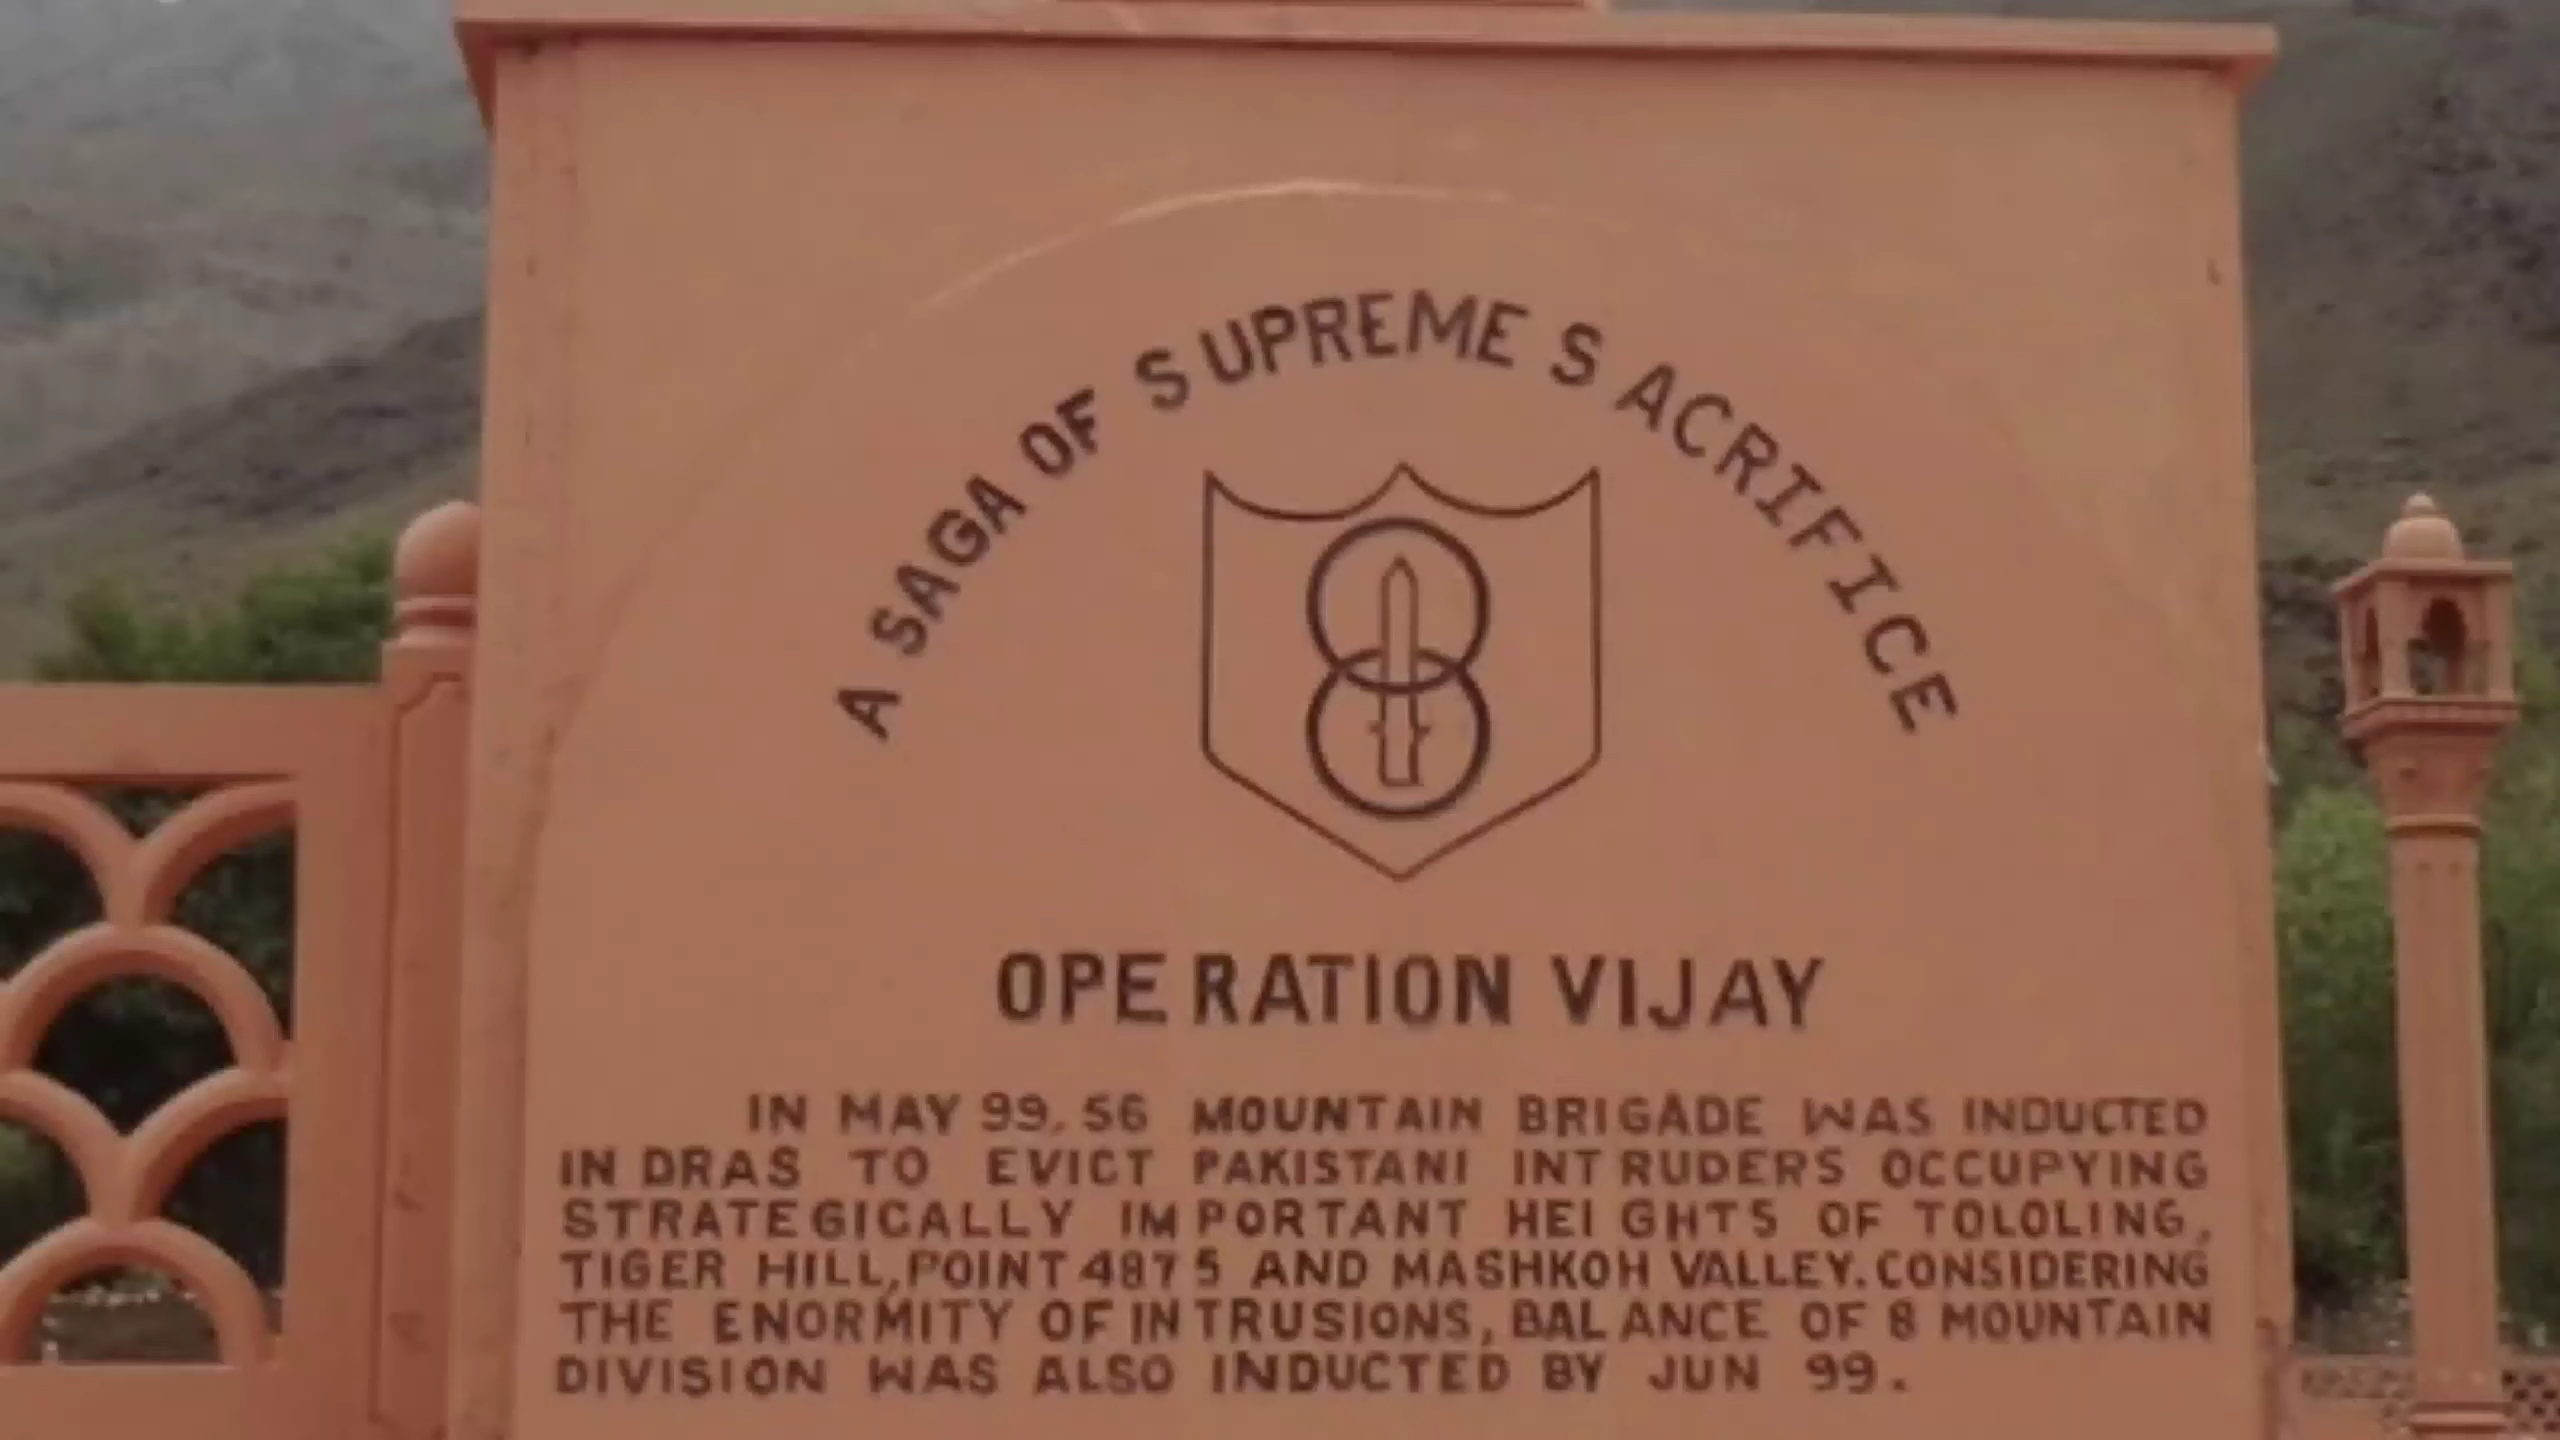 A SAGA OF SUPREME SACRIFICE
OPERATION VIJAY
IN MAY 99, 56 MOUNTAIN BRIGADE WAS INDUCTED
IN DRAS TO EVICT PAKISTANI INTRUDERS OCCUPYING
STRATEGICALLY IMPORTANT HEIGHTS OF TOLOLING,
TIGER HILL, POINT 4875 AND MASHKOH VALLEY. CONSIDERING
THE ENORMITY OF INTRUSIONS, BALANCE OF 8 MOUNTAIN
DIVISION WAS ALSO INDUCTED BY JUN 99.